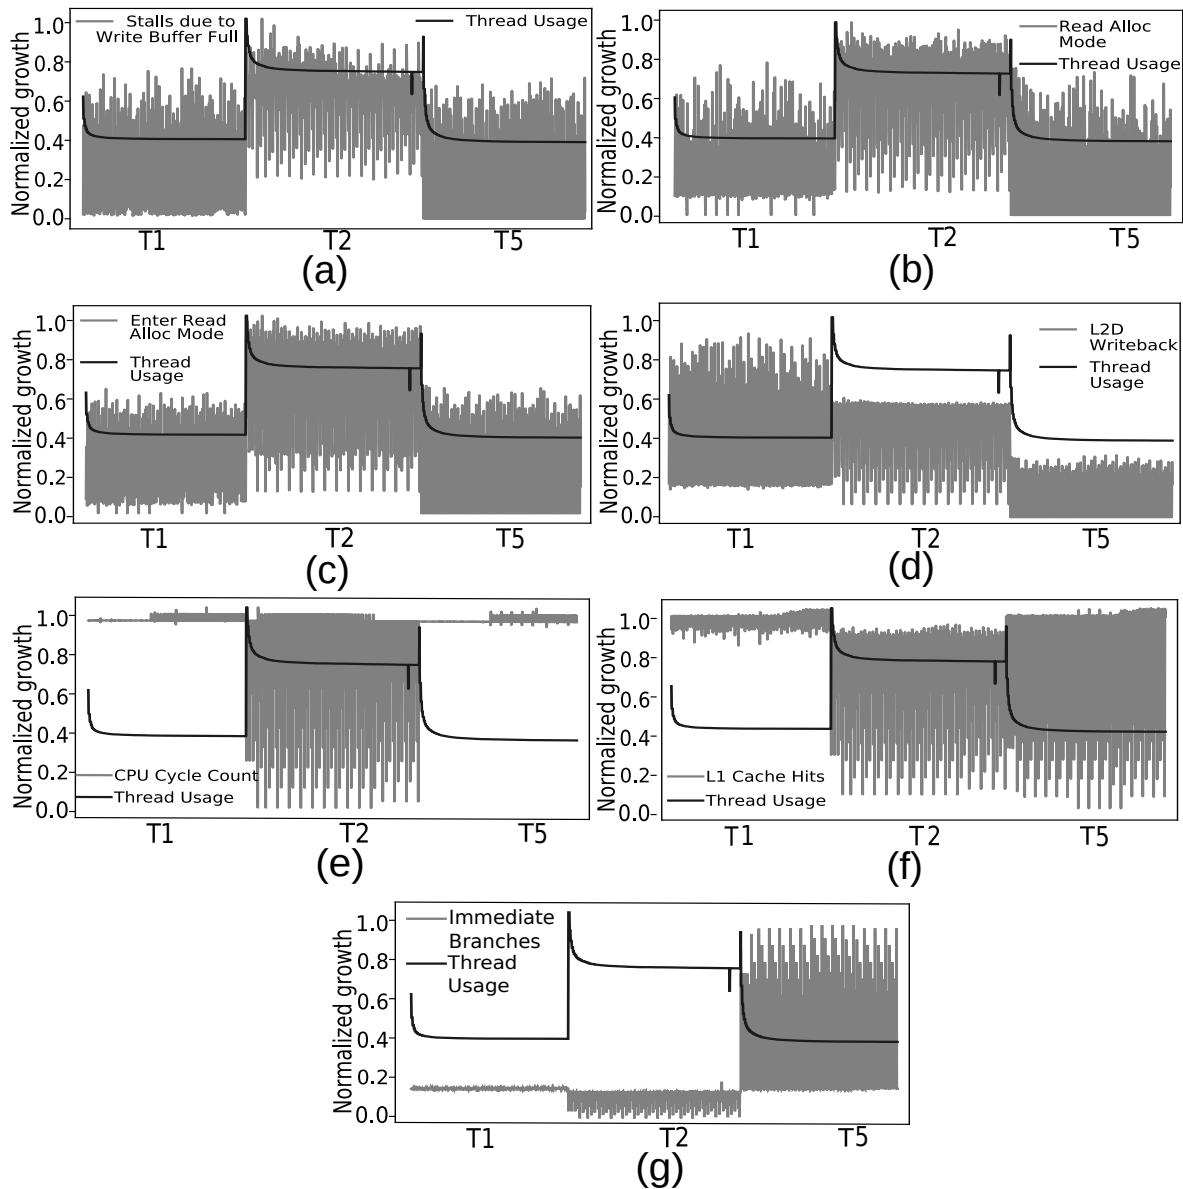 Stalls due to
Write Buffer Full
Thread Usage
Normalized growth
1.0
0.8
0.6
0.4
0.2
0.0
T1
T2
T5
(a)
Read Alloc
Mode
Thread Usage
Normalized growth
1.0
0.8
0.6
0.4
0.2
0.0
T1
T2
T5
(b)
Enter Read
Alloc Mode
Thread
Usage
Normalized growth
1.0
0.8
0.6
0.4
0.2
0.0
T1
T2
T5
(c)
L2D
Writeback
Thread
Usage
Normalized growth
1.0
0.8
0.6
0.4
0.2
0.0
T1
T2
T5
(d)
Normalized growth
1.0
0.8
0.6
0.4
0.2
0.0
CPU Cycle Count
Thread Usage
T1
T2
T5
(e)
Normalized growth
1.0
0.8
0.6
0.4
0.2
0.0
L1 Cache Hits
Thread Usage
T1
T2
T5
(f)
Immediate
Branches
Thread
Usage
Normalized growth
1.0
0.8
0.6
0.4
0.2
0.0
T1
T2
T5
(g)